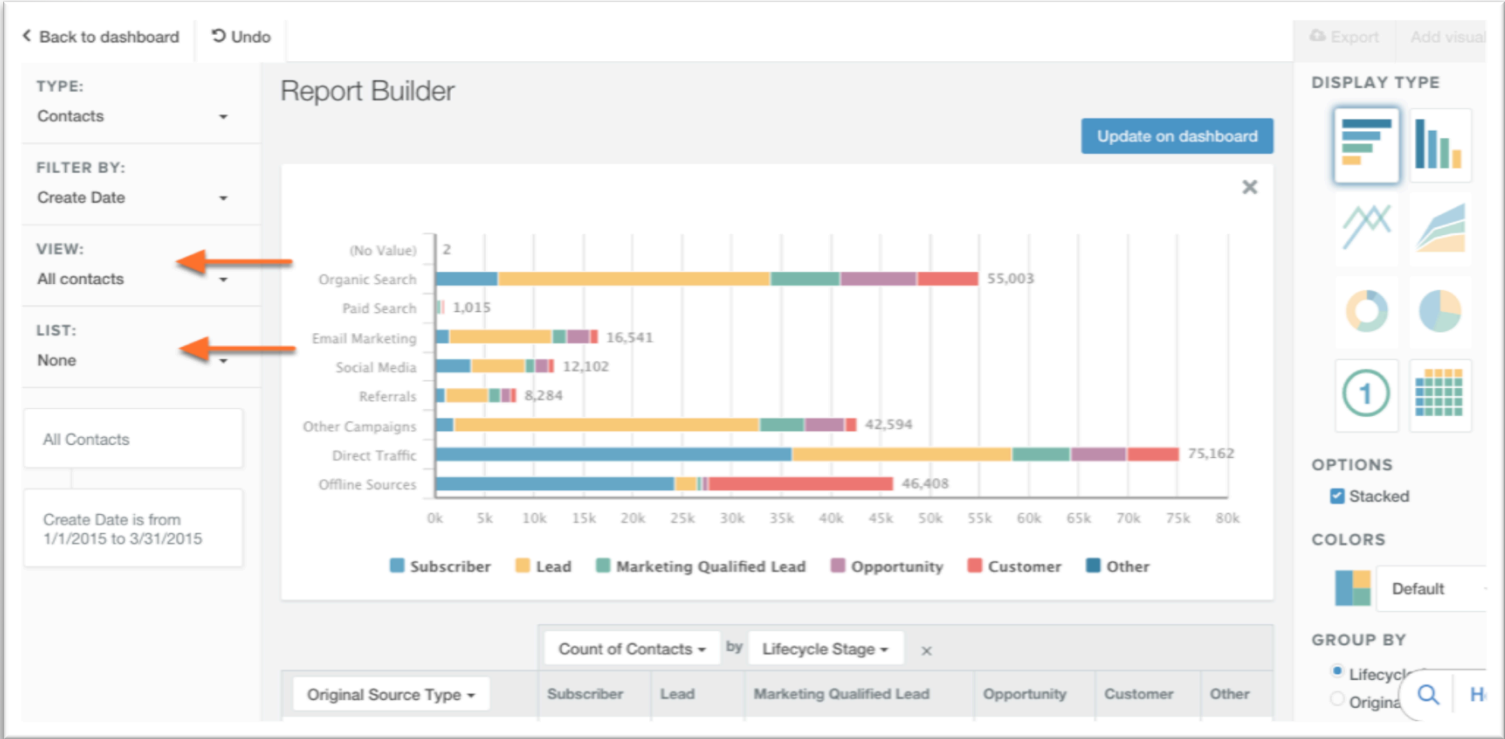 Back to dashboard
Undo
Export
Add visual
TYPE:
Contacts
FILTER BY:
Create Date
VIEW:
All contacts
LIST:
None
All Contacts
Create Date is from
1/1/2015 to 3/31/2015
Report Builder
Update on dashboard
(No Value) 2
Organic Search 55,003
Paid Search 1,015
Email Marketing 16,541
Social Media 12,102
Referrals 8,284
Other Campaigns 42,594
Direct Traffic 75,162
Offline Sources 46,408
0k 5k 10k 15k 20k 25k 30k 35k 40k 45k 50k 55k 60k 65k 70k 75k 80k
Subscriber Lead Marketing Qualified Lead Opportunity Customer Other
Count of Contacts by Lifecycle Stage ×
Original Source Type Subscriber Lead Marketing Qualified Lead Opportunity Customer Other
DISPLAY TYPE
1
OPTIONS
Stacked
COLORS
Default
GROUP BY
Lifecycle
Origina